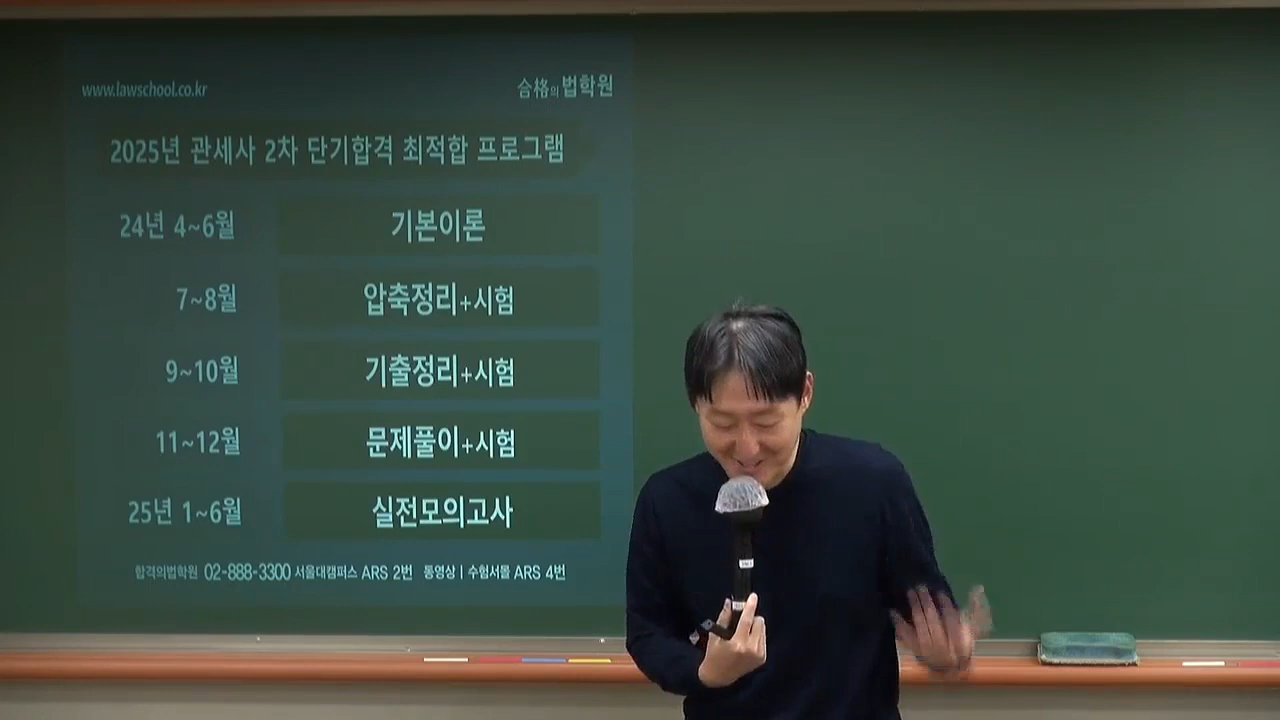 www.lawschool.co.kr 合格의 법학원
2025년 관세사 2차 단기합격 최적합 프로그램
24년 4~6월 기본이론
7~8월 압축정리+시험
9~10월 기출정리+시험
11~12월 문제풀이+시험
25년 1~6월 실전모의고사
합격의법학원 02-888-3300 서울대캠퍼스 ARS 2번 동영상 | 수험서몰 ARS 4번